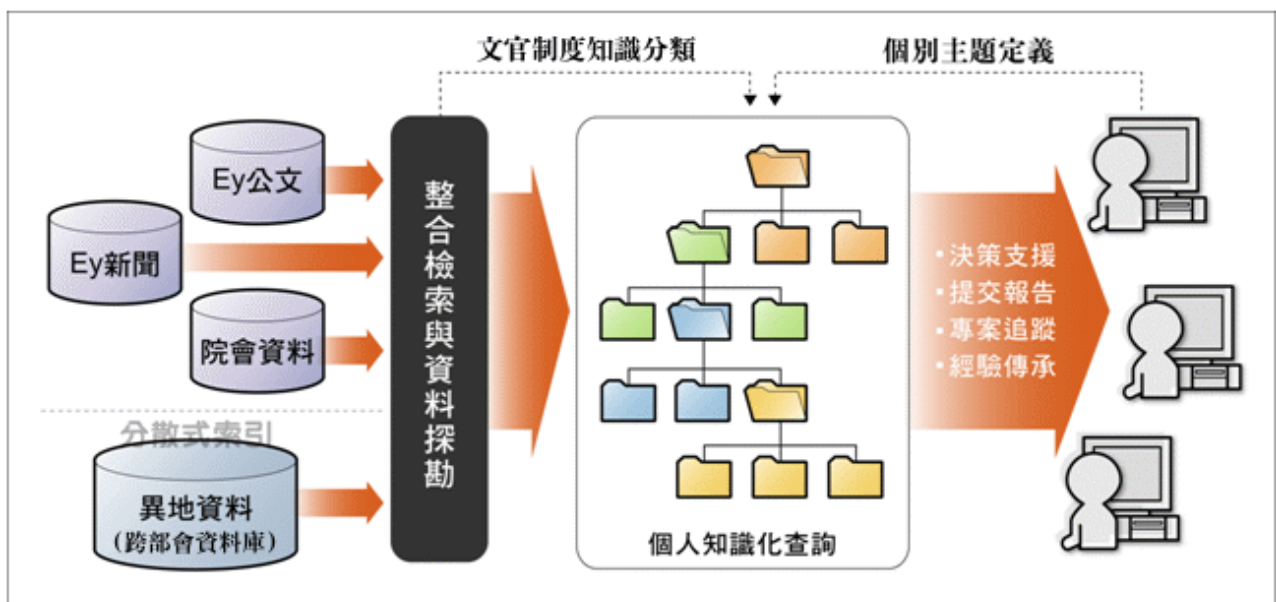 文官制度知識分類
個別主題定義
Ey公文
Ey新聞
院會資料
分散式索引
異地資料
(跨部會資料庫)
整合檢索與資料探勘
個人知識化查詢
▪決策支援
▪提交報告
▪專案追蹤
▪經驗傳承